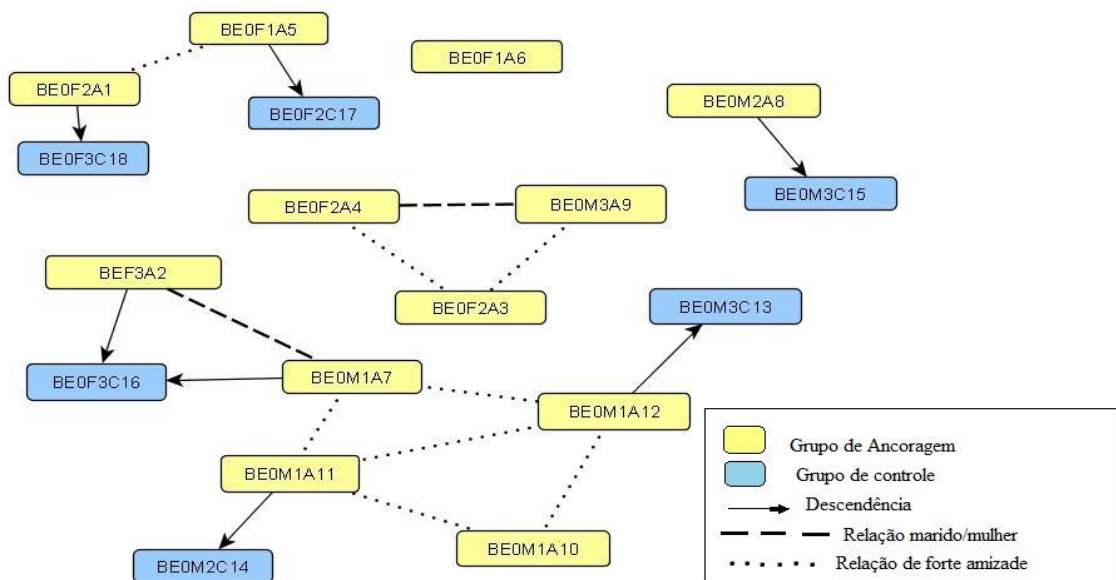 BE0F1A5
BE0F1A6
BE0F2A1
BE0M2A8
BE0F2C17
BE0F3C18
BE0M3C15
BE0F2A4
BE0M3A9
BEF3A2
BE0F2A3
BE0M3C13
BE0F3C16
BE0M1A7
BE0M1A12
Grupo de Ancoragem
BE0M1A11
Grupo de controle
Descendência
Relação marido/mulher
BE0M1A10
BE0M2C14
Relação de forte amizade